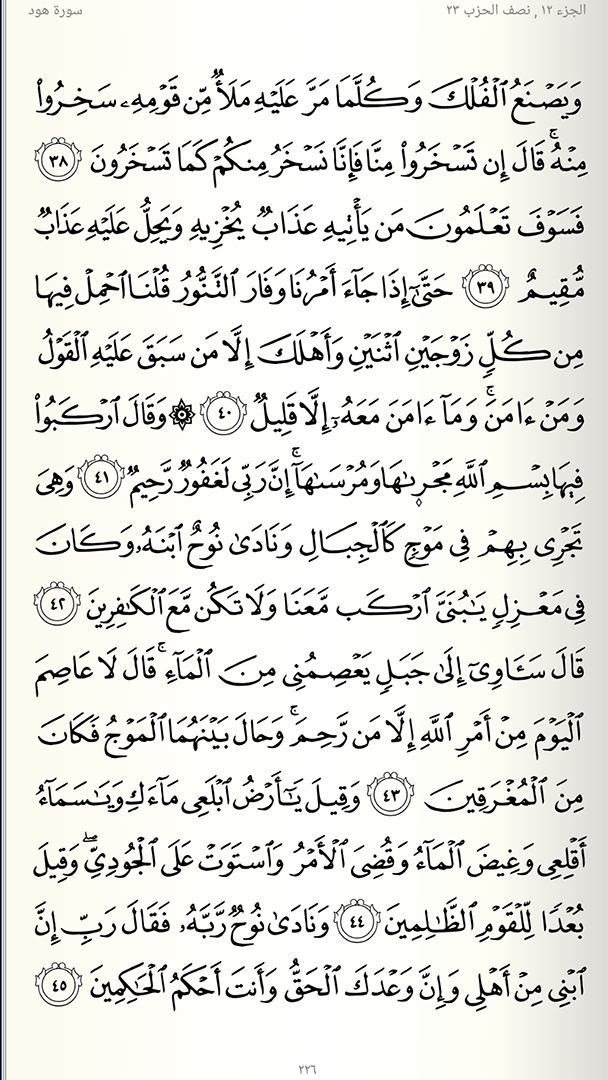 الجزء ١٢ , نصف الحزب ٢٣
سورة هود
وَيَصْنَعُ ٱلْفُلْكَ وَكُلَّمَا مَرَّ عَلَيْهِ مَلَأٌ مِّن قَوْمِهِۦ سَخِرُوا۟
مِنْهُ ۚ قَالَ إِن تَسْخَرُوا۟ مِنَّا فَإِنَّا نَسْخَرُ مِنكُمْ كَمَا تَسْخَرُونَ ٣٨
فَسَوْفَ تَعْلَمُونَ مَن يَأْتِيهِ عَذَابٌ يُخْزِيهِ وَيَحِلُّ عَلَيْهِ عَذَابٌ
مُّقِيمٌ ٣٩ حَتَّىٰٓ إِذَا جَآءَ أَمْرُنَا وَفَارَ ٱلتَّنُّورُ قُلْنَا ٱحْمِلْ فِيهَا
مِن كُلٍّ زَوْجَيْنِ ٱثْنَيْنِ وَأَهْلَكَ إِلَّا مَن سَبَقَ عَلَيْهِ ٱلْقَوْلُ
وَمَنْ ءَامَنَ ۚ وَمَآ ءَامَنَ مَعَهُۥٓ إِلَّا قَلِيلٌ ٤٠ ۞ وَقَالَ ٱرْكَبُوا۟
فِيهَا بِسْمِ ٱللَّهِ مَجْر۪ىٰهَا وَمُرْسَىٰهَآ ۚ إِنَّ رَبِّى لَغَفُورٌ رَّحِيمٌ ٤١ وَهِىَ
تَجْرِى بِهِمْ فِى مَوْجٍ كَٱلْجِبَالِ وَنَادَىٰ نُوحٌ ٱبْنَهُۥ وَكَانَ
فِى مَعْزِلٍ يَـٰبُنَىَّ ٱرْكَب مَّعَنَا وَلَا تَكُن مَّعَ ٱلْكَـٰفِرِينَ ٤٢
قَالَ سَـَٔاوِىٓ إِلَىٰ جَبَلٍ يَعْصِمُنِى مِنَ ٱلْمَآءِ ۚ قَالَ لَا عَاصِمَ
ٱلْيَوْمَ مِنْ أَمْرِ ٱللَّهِ إِلَّا مَن رَّحِمَ ۚ وَحَالَ بَيْنَهُمَا ٱلْمَوْجُ فَكَانَ
مِنَ ٱلْمُغْرَقِينَ ٤٣ وَقِيلَ يَـٰٓأَرْضُ ٱبْلَعِى مَآءَكِ وَيَـٰسَمَآءُ
أَقْلِعِى وَغِيضَ ٱلْمَآءُ وَقُضِىَ ٱلْأَمْرُ وَٱسْتَوَتْ عَلَى ٱلْجُودِىِّ ۖ وَقِيلَ
بُعْدًا لِّلْقَوْمِ ٱلظَّـٰلِمِينَ ٤٤ وَنَادَىٰ نُوحٌ رَّبَّهُۥ فَقَالَ رَبِّ إِنَّ
ٱبْنِى مِنْ أَهْلِى وَإِنَّ وَعْدَكَ ٱلْحَقُّ وَأَنتَ أَحْكَمُ ٱلْحَـٰكِمِينَ ٤٥
٢٢٦